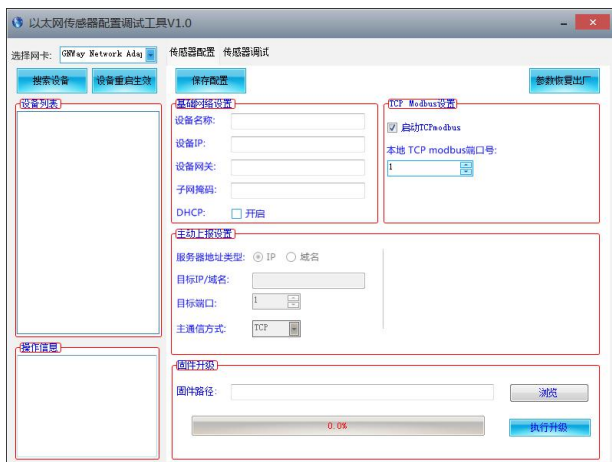 以太网传感器配置调试工具V1.0
选择网卡: GNWay Network Adap
传感器配置 传感器调试
搜索设备 设备重启生效 保存配置 参数恢复出厂
设备列表
基础网络设置
设备名称:
设备IP:
设备网关:
子网掩码:
DHCP: 开启
TCP Modbus设置
启动TCPmodbus
本地 TCP modbus端口号:
1
主动上报设置
服务器地址类型: IP 域名
目标IP/域名:
目标端口: 1
主通信方式: TCP
操作信息
固件升级
固件路径: 浏览
0.0% 执行升级